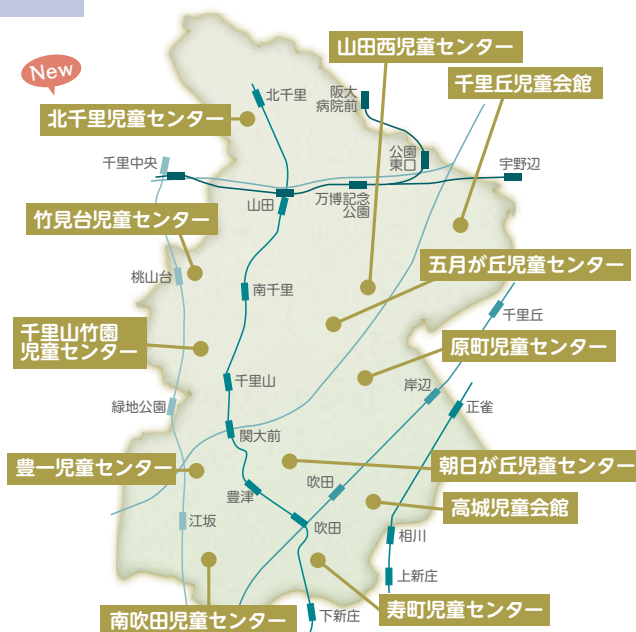 山田西児童センター
New
千里丘児童会館
北千里
阪大
病院前
北千里児童センター
公園
東口
千里中央
宇野辺
山田
万博記念
公園
竹見台児童センター
五月が丘児童センター
桃山台
南千里
千里丘
千里山竹園
児童センター
原町児童センター
千里山
岸辺
緑地公園
正雀
関大前
豊一児童センター
朝日が丘児童センター
吹田
豊津
高城児童会館
江坂
吹田
相川
上新庄
南吹田児童センター
下新庄
寿町児童センター